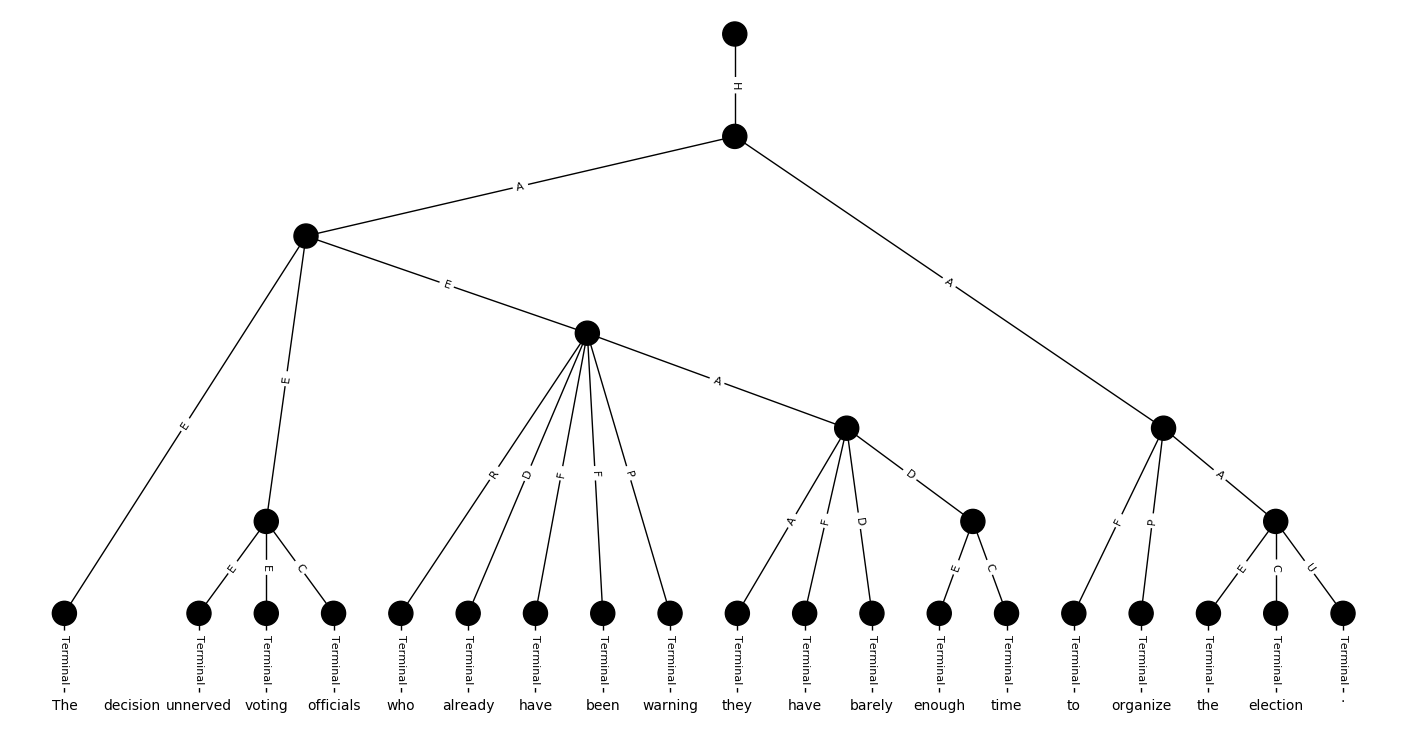 H
A
E
A
E
A
E
R
D
F
F
P
D
A
F
D
F
P
A
E
E
C
E
C
E
C
U
Terminal Terminal Terminal Terminal Terminal Terminal Terminal Terminal Terminal Terminal Terminal Terminal Terminal Terminal Terminal Terminal Terminal Terminal Terminal
The decision unnerved voting officials who already have been warning they have barely enough time to organize the election .